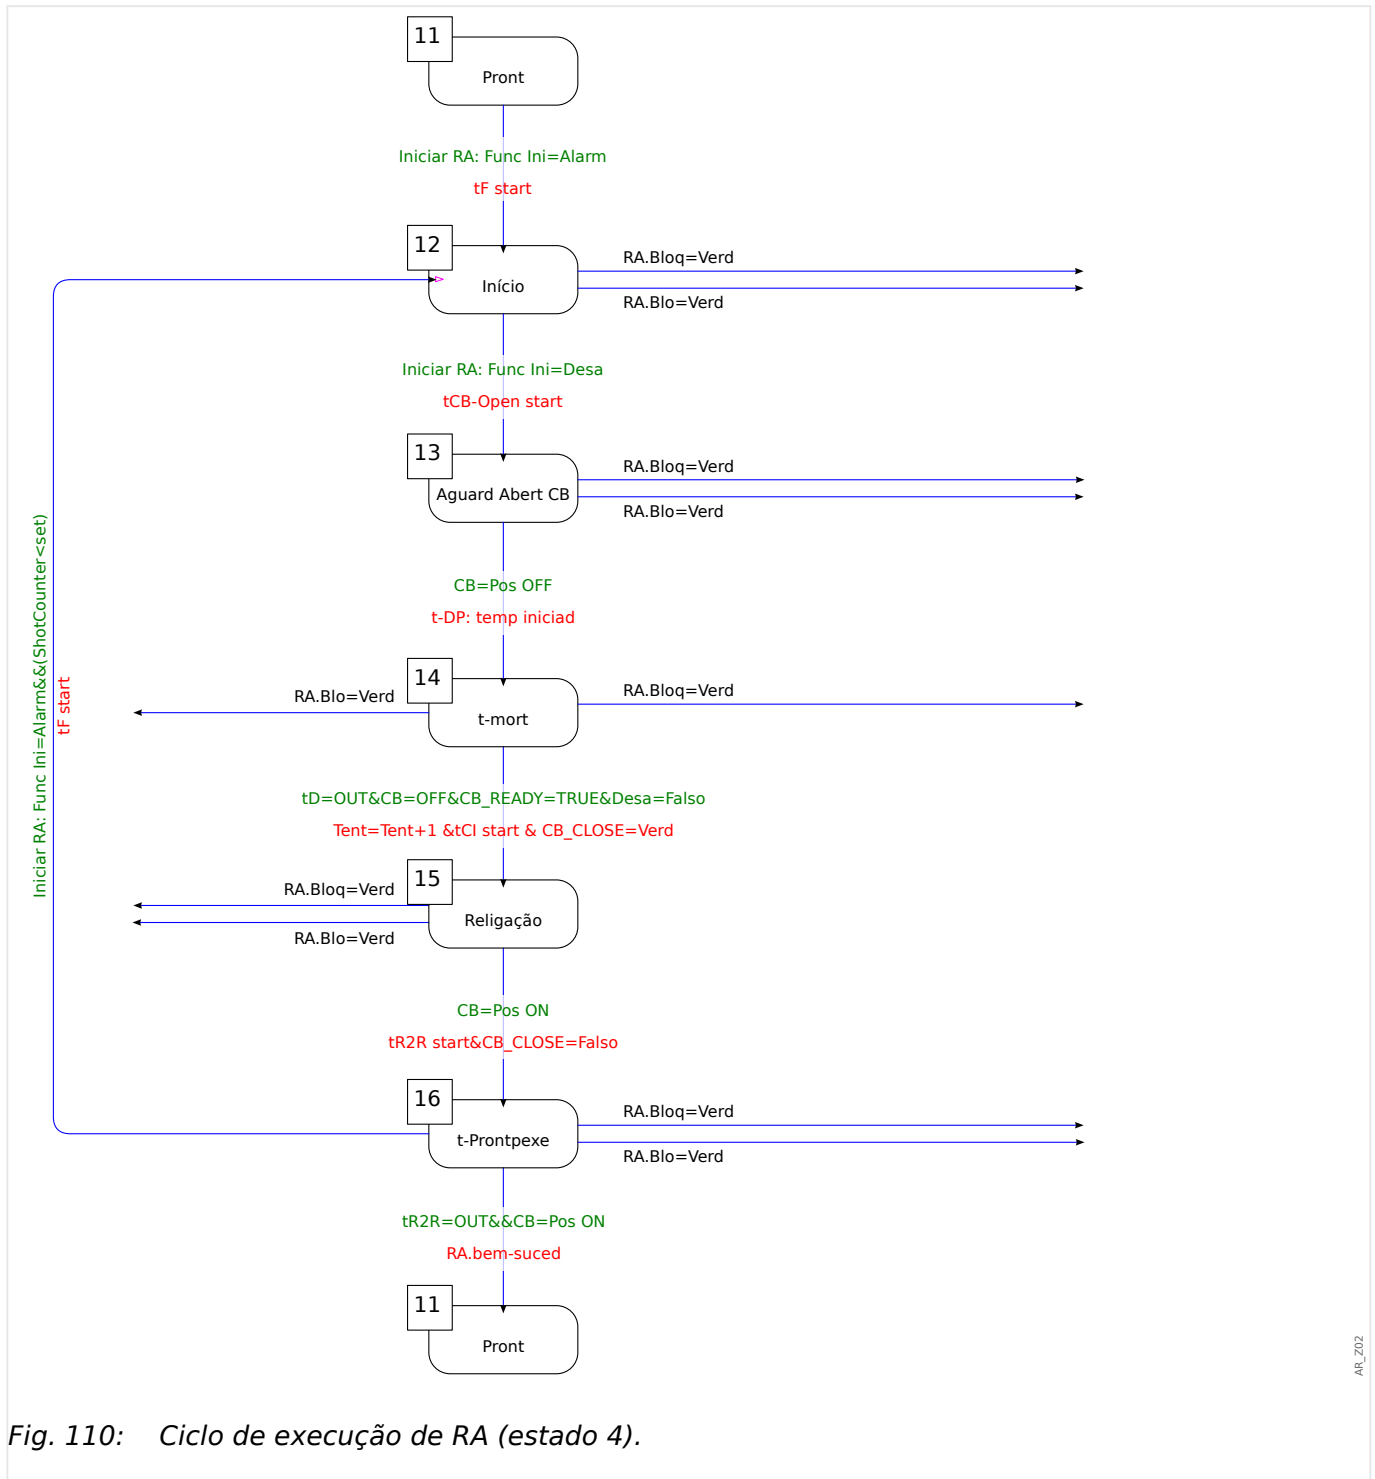 11
Pront
Iniciar RA: Func Ini=Alarm
tF start
12
Início
RA.Bloq=Verd
RA.Blo=Verd
Iniciar RA: Func Ini=Desa
tCB-Open start
13
Aguard Abert CB
RA.Bloq=Verd
RA.Blo=Verd
CB=Pos OFF
t-DP: temp iniciad
14
t-mort
RA.Blo=Verd
RA.Bloq=Verd
Iniciar RA: Func Ini=Alarm&&(ShotCounter<set)
tF start
tD=OUT&CB=OFF&CB_READY=TRUE&Desa=Falso
Tent=Tent+1 &tCI start & CB_CLOSE=Verd
15
Religação
RA.Bloq=Verd
RA.Blo=Verd
CB=Pos ON
tR2R start&CB_CLOSE=Falso
16
t-Prontpexe
RA.Bloq=Verd
RA.Blo=Verd
tR2R=OUT&&CB=Pos ON
RA.bem-suced
11
Pront
AR_Z02
Fig. 110: Ciclo de execução de RA (estado 4).